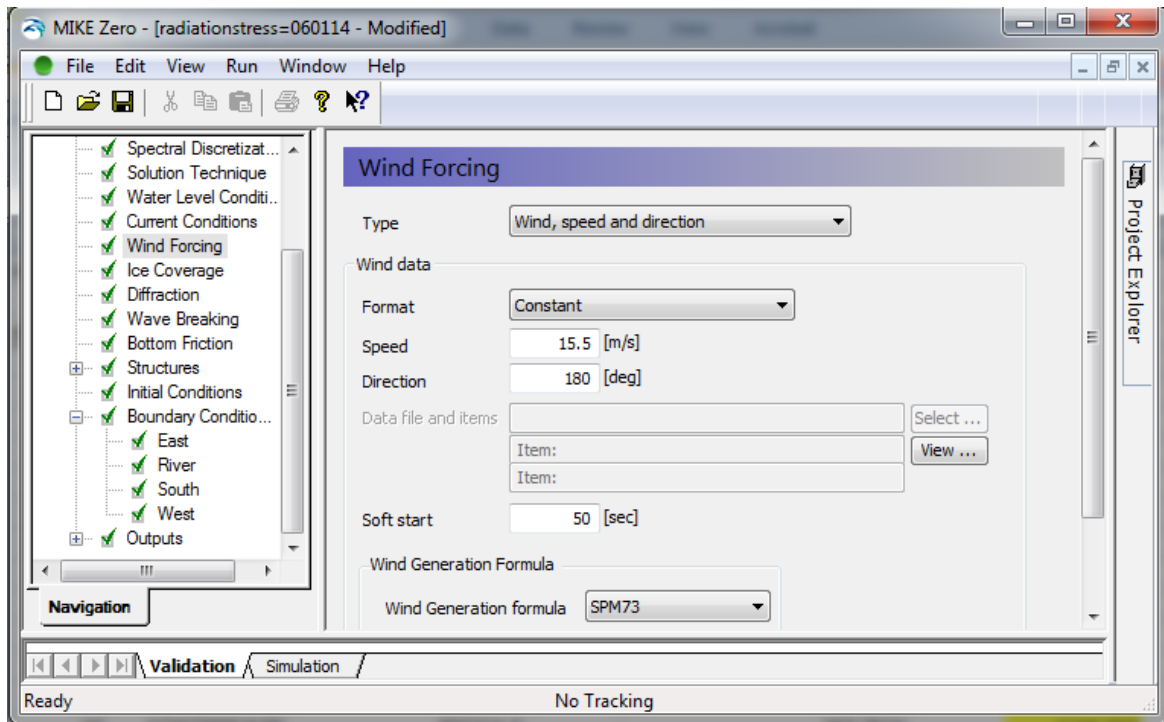 MIKE Zero - [radiationstress=060114 - Modified]
File Edit View Run Window Help
Spectral Discretizat...
Solution Technique
Water Level Conditi..
Current Conditions
Wind Forcing
Ice Coverage
Diffraction
Wave Breaking
Bottom Friction
Structures
Initial Conditions
Boundary Conditio...
East
River
South
West
Outputs
Navigation
Wind Forcing
Type Wind, speed and direction
Wind data
Format Constant
Speed 15.5 [m/s]
Direction 180 [deg]
Data file and items Select ...
Item: View ...
Item:
Soft start 50 [sec]
Wind Generation Formula
Wind Generation formula SPM73
Project Explorer
Validation Simulation
Ready No Tracking